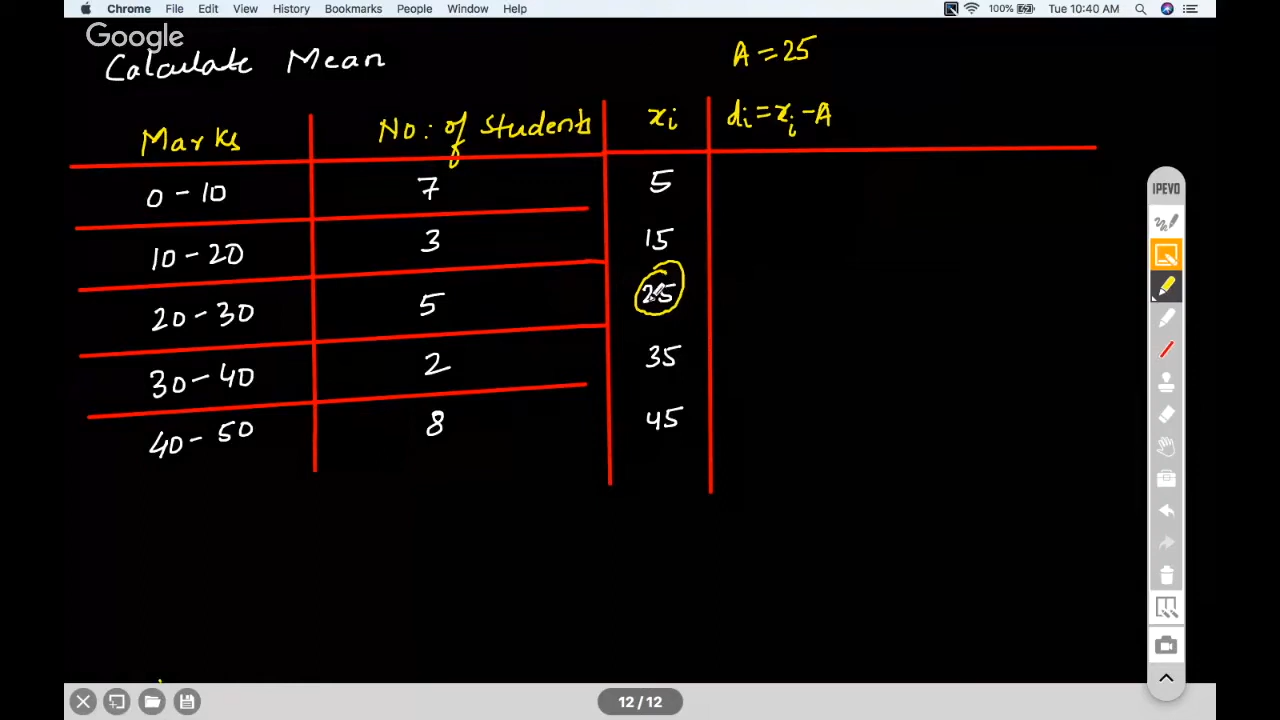 Chrome File Edit View History Bookmarks People Window Help 100% Tue 10:40 AM
Google
Calculate Mean
A = 25
Marks No: of students f xi di = xi - A
0 - 10 7 5
10 - 20 3 15
20 - 30 5 25
30 - 40 2 35
40 - 50 8 45
IPEVO
12 / 12